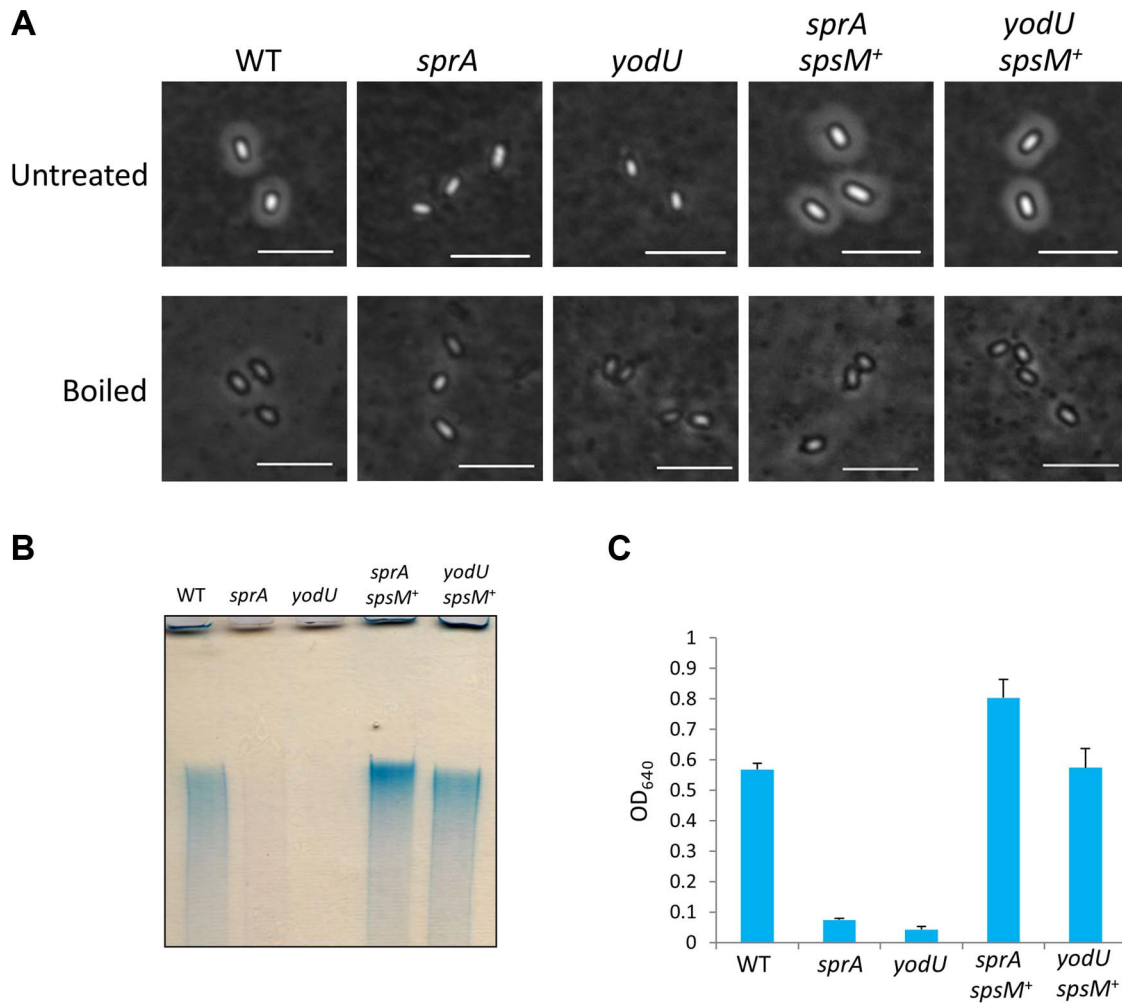 A
WT sprA yodU sprA spsM⁺ yodU spsM⁺
Untreated
Boiled
B
WT sprA yodU sprA spsM⁺ yodU spsM⁺
C
1
0.9
0.8
0.7
0.6
0.5
0.4
0.3
0.2
0.1
0
OD₆₄₀
WT sprA yodU sprA spsM⁺ yodU spsM⁺